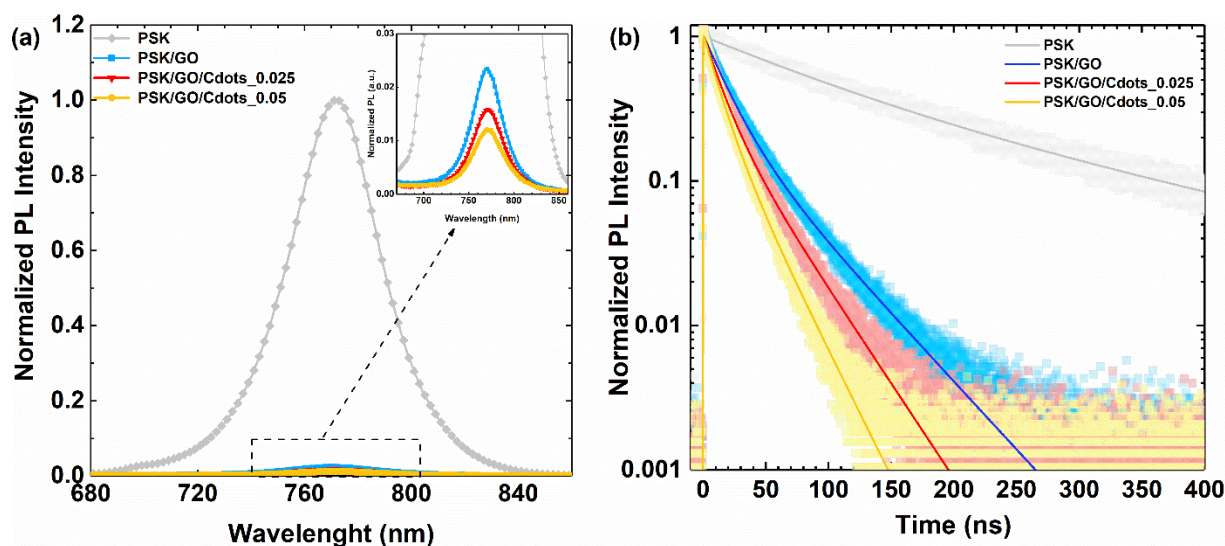 (a)
PSK
PSK/GO
PSK/GO/Cdots_0.025
PSK/GO/Cdots_0.05
Normalized PL Intensity
1.2
1.0
0.8
0.6
0.4
0.2
0.0
680 720 760 800 840
Wavelenght (nm)
Normalized PL (a.u.)
0.03
0.02
0.01
0.00
700 750 800 850
Wavelength (nm)
(b)
PSK
PSK/GO
PSK/GO/Cdots_0.025
PSK/GO/Cdots_0.05
Normalized PL Intensity
1
0.1
0.01
0.001
0 50 100 150 200 250 300 350 400
Time (ns)